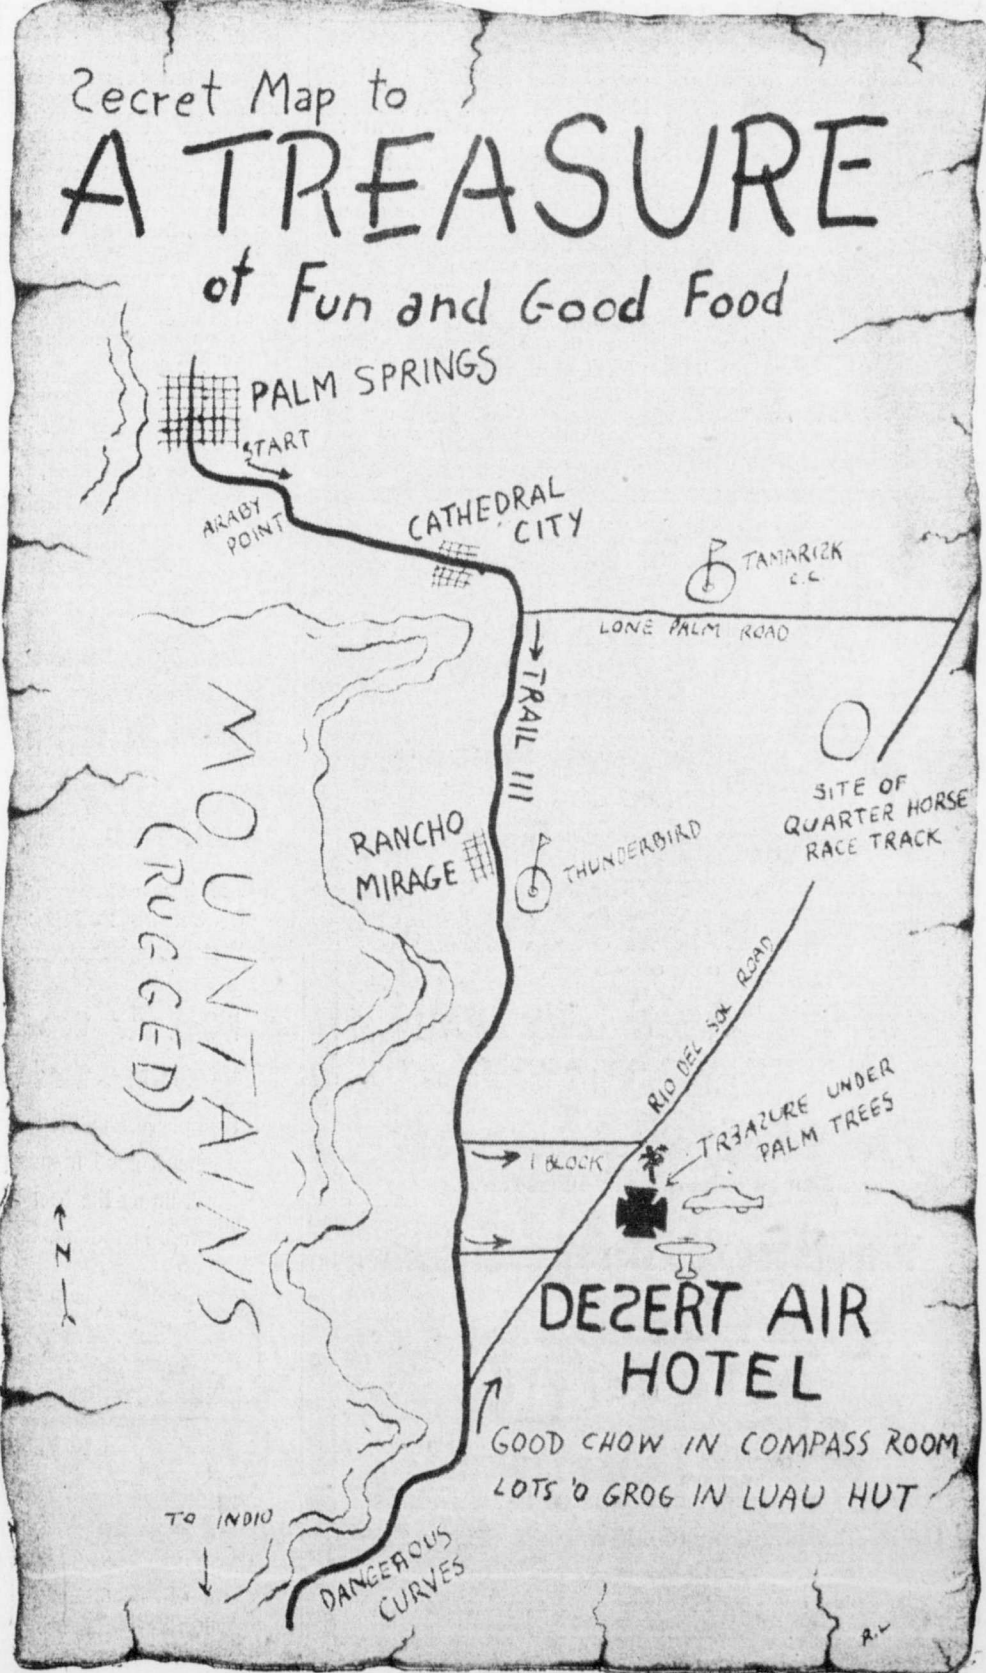 Secret Map to
A TREASURE
of Fun and Good Food
PALM SPRINGS
START
ARABY
POINT
CATHEDRAL
CITY
TAMARISK
C.C.
LONE PALM ROAD
TRAIL 111
MOUNTAINS
(RUGGED)
SITE OF
QUARTER HORSE
RACE TRACK
RANCHO
MIRAGE
THUNDERBIRD
RIO DEL SOL ROAD
TREASURE UNDER
PALM TREES
1 BLOCK
N
DESERT AIR
HOTEL
GOOD CHOW IN COMPASS ROOM
LOTS 'O GROG IN LUAU HUT
TO INDIO
DANGEROUS
CURVES
R.L